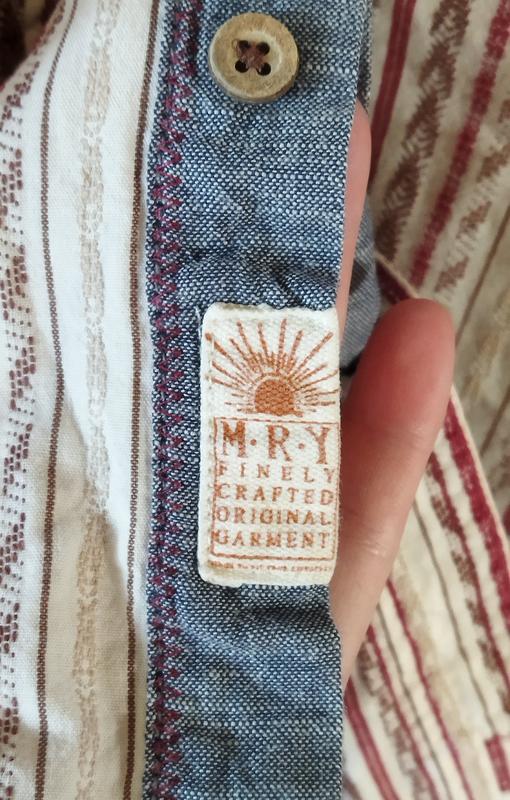 M·R·Y
FINELY
CRAFTED
ORIGINAL
GARMENT